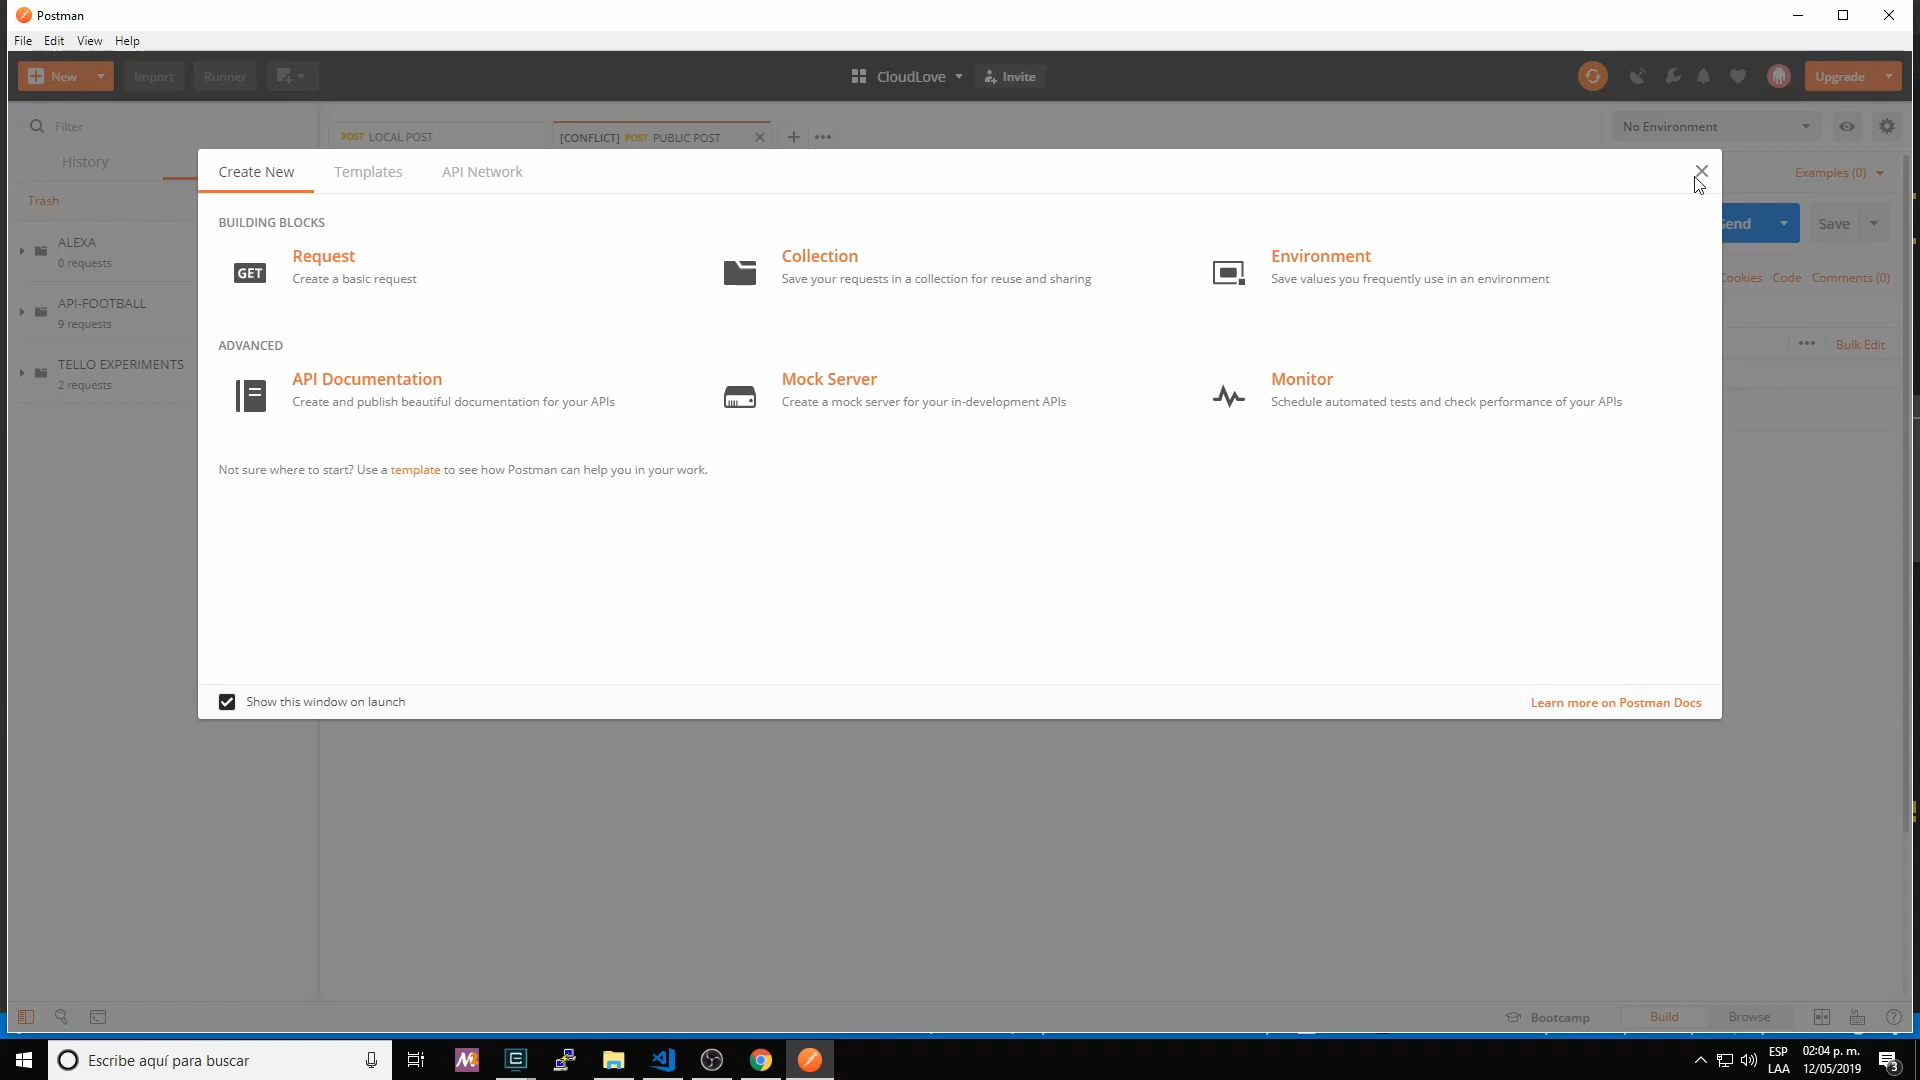 Postman
File Edit View Help
New Import Runner CloudLove Invite Upgrade
Filter
POST LOCAL POST [CONFLICT] POST PUBLIC POST No Environment
History
Create New Templates API Network
Examples (0)
Trash
BUILDING BLOCKS
Send Save
ALEXA
0 requests
GET
Request
Create a basic request
Collection
Save your requests in a collection for reuse and sharing
Environment
Save values you frequently use in an environment
Cookies Code Comments (0)
API-FOOTBALL
9 requests
ADVANCED
Bulk Edit
TELLO EXPERIMENTS
2 requests
API Documentation
Create and publish beautiful documentation for your APIs
Mock Server
Create a mock server for your in-development APIs
Monitor
Schedule automated tests and check performance of your APIs
Not sure where to start? Use a template to see how Postman can help you in your work.
Show this window on launch
Learn more on Postman Docs
Bootcamp Build Browse
Escribe aquí para buscar
ESP
LAA
02:04 p. m.
12/05/2019
3